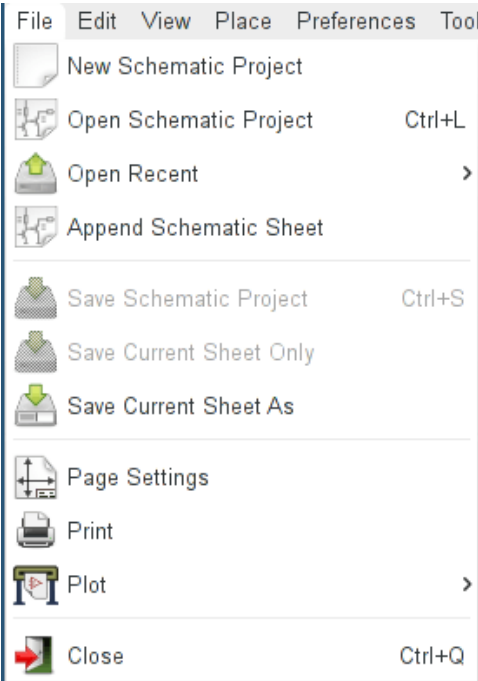 File Edit View Place Preferences Tool
New Schematic Project
Open Schematic Project Ctrl+L
Open Recent
Append Schematic Sheet
Save Schematic Project Ctrl+S
Save Current Sheet Only
Save Current Sheet As
Page Settings
Print
Plot
Close Ctrl+Q